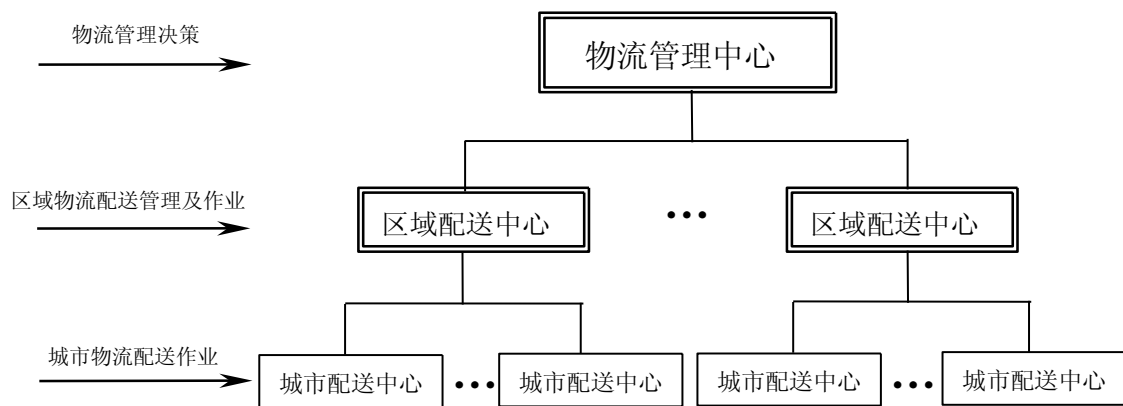 物流管理决策
物流管理中心
区域物流配送管理及作业
区域配送中心
•••
区域配送中心
城市物流配送作业
城市配送中心
•••
城市配送中心
城市配送中心
•••
城市配送中心